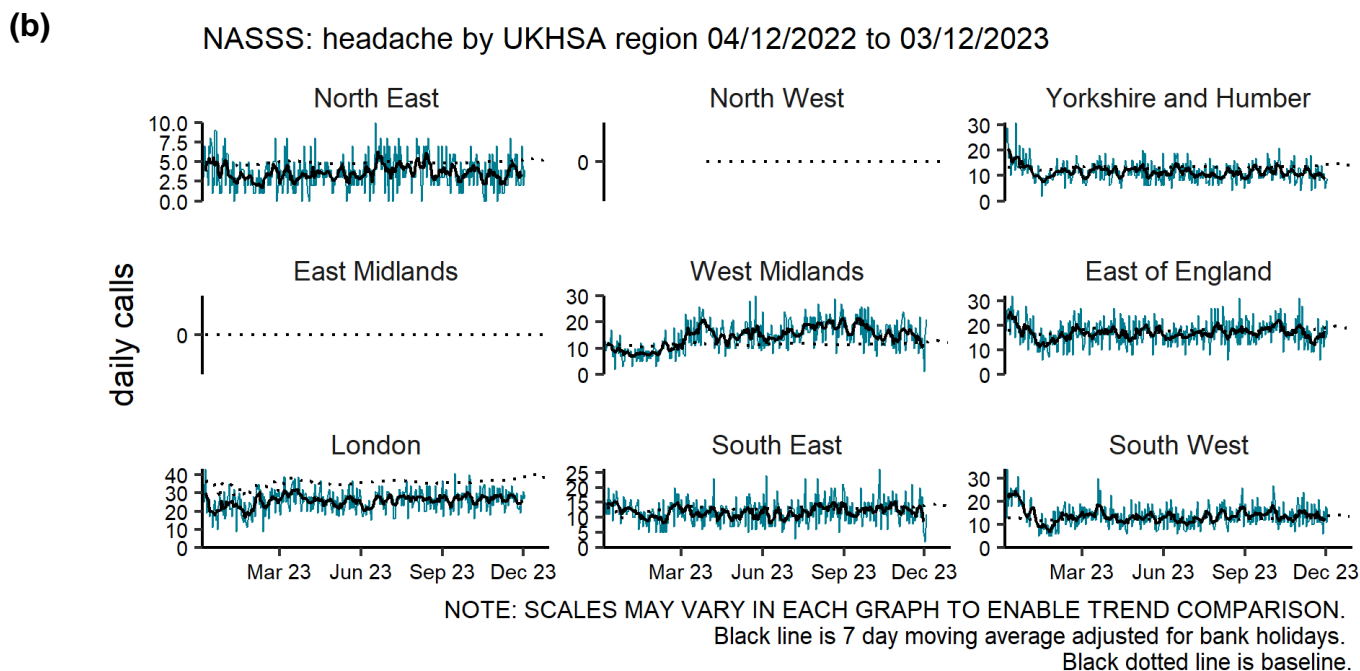 (b)
NASSS: headache by UKHSA region 04/12/2022 to 03/12/2023
daily calls
North East
10.0
7.5
5.0
2.5
0.0
North West
0
Yorkshire and Humber
30
20
10
0
East Midlands
0
West Midlands
30
20
10
0
East of England
30
20
10
0
London
40
30
20
10
0
Mar 23 Jun 23 Sep 23 Dec 23
South East
25
20
15
10
5
0
Mar 23 Jun 23 Sep 23 Dec 23
South West
30
20
10
0
Mar 23 Jun 23 Sep 23 Dec 23
NOTE: SCALES MAY VARY IN EACH GRAPH TO ENABLE TREND COMPARISON.
Black line is 7 day moving average adjusted for bank holidays.
Black dotted line is baseline.